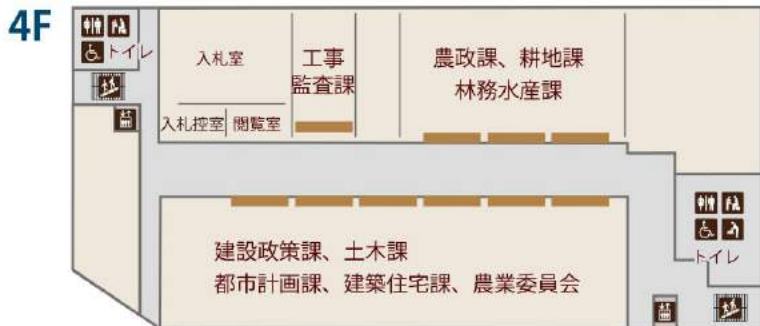 4F
トイレ
入札室
工事
監査課
農政課、耕地課
林務水産課
入札控室
閲覧室
建設政策課、土木課
都市計画課、建築住宅課、農業委員会
トイレ